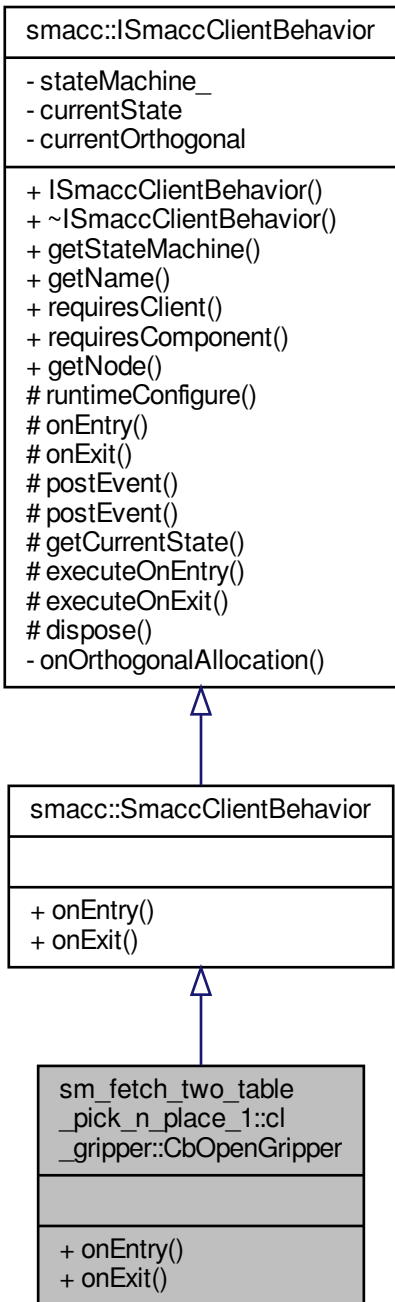 smacc::ISmaccClientBehavior
- stateMachine_
- currentState
- currentOrthogonal
+ ISmaccClientBehavior()
+ ~ISmaccClientBehavior()
+ getStateMachine()
+ getName()
+ requiresClient()
+ requiresComponent()
+ getNode()
# runtimeConfigure()
# onEntry()
# onExit()
# postEvent()
# postEvent()
# getCurrentState()
# executeOnEntry()
# executeOnExit()
# dispose()
- onOrthogonalAllocation()
smacc::SmaccClientBehavior
+ onEntry()
+ onExit()
sm_fetch_two_table
_pick_n_place_1::cl
_gripper::CbOpenGripper
+ onEntry()
+ onExit()